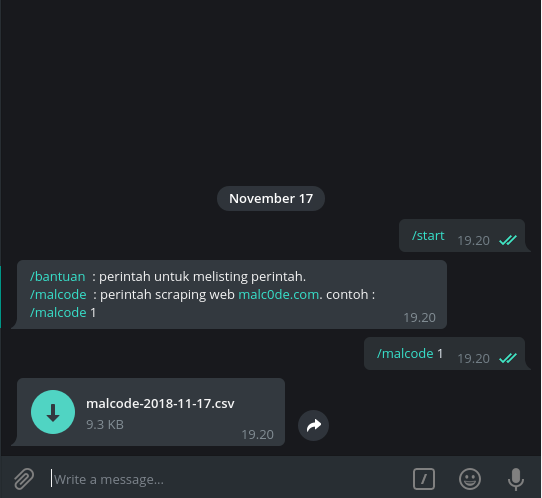 November 17
/start 19.20
/bantuan : perintah untuk melisting perintah.
/malcode : perintah scraping web malc0de.com. contoh :
/malcode 1
19.20
/malcode 1 19.20
malcode-2018-11-17.csv
9.3 KB
19.20
Write a message...